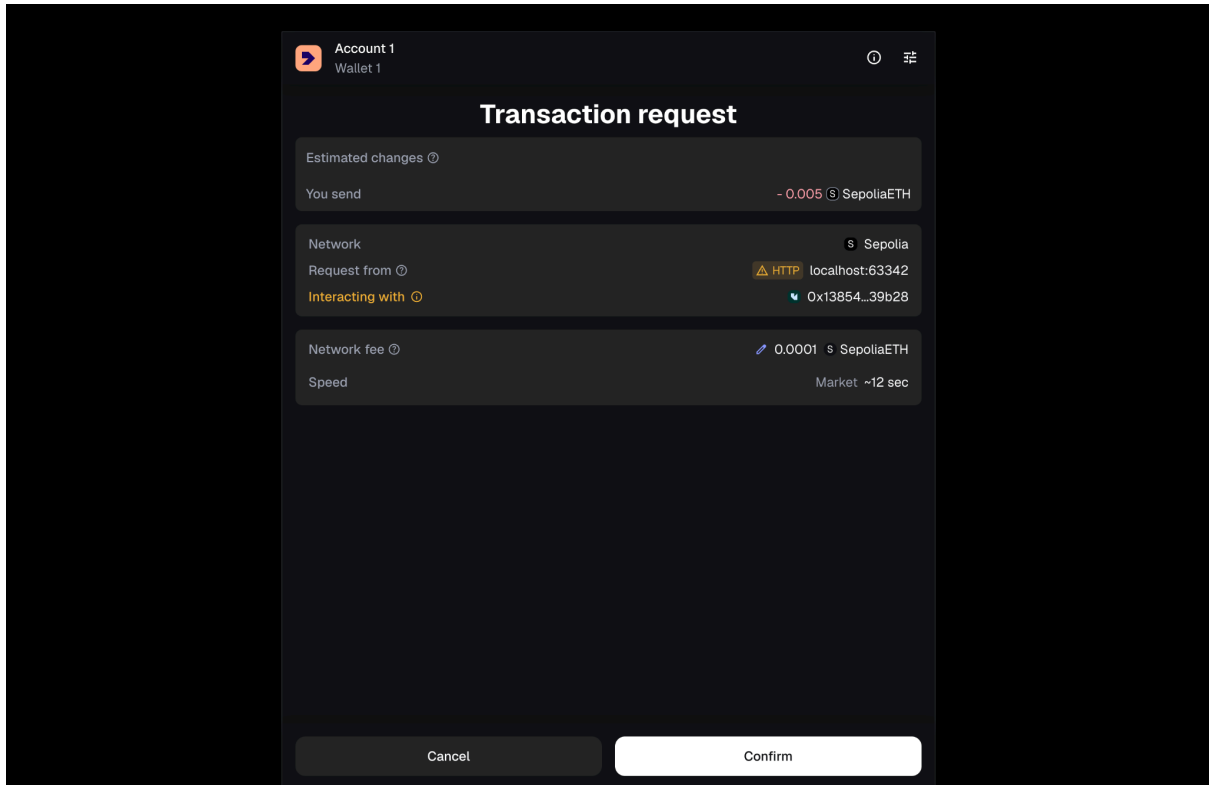 Account 1
Wallet 1
Transaction request
Estimated changes
You send - 0.005 S SepoliaETH
Network S Sepolia
Request from HTTP localhost:63342
Interacting with 0x13854...39b28
Network fee 0.0001 S SepoliaETH
Speed Market ~12 sec
Cancel Confirm